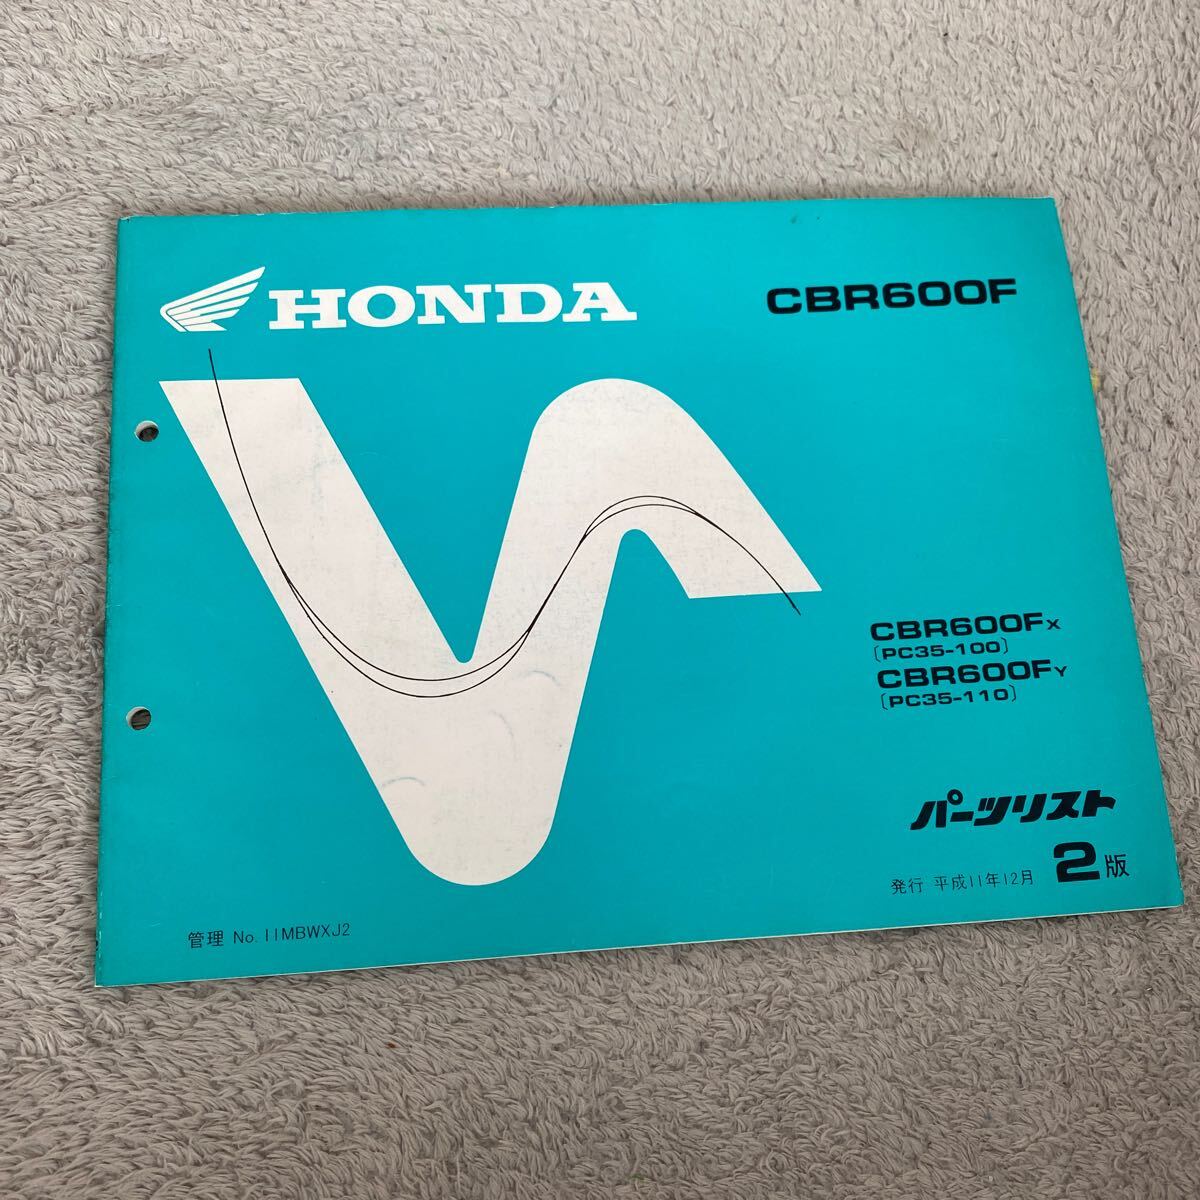 HONDA
CBR600F
CBR600FX
〔PC35-100〕
CBR600FY
〔PC35-110〕
パーツリスト
発行 平成11年12月 2版
管理 No. 11MBWXJ2